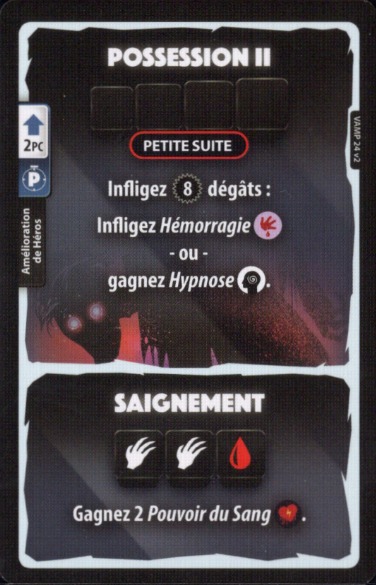 POSSESSION II
PETITE SUITE
2PC
P
Amélioration
de Héros
VAMP 24 v2
Infligez 8 dégâts :
Infligez Hémorragie
- ou -
gagnez Hypnose .
SAIGNEMENT
Gagnez 2 Pouvoir du Sang .